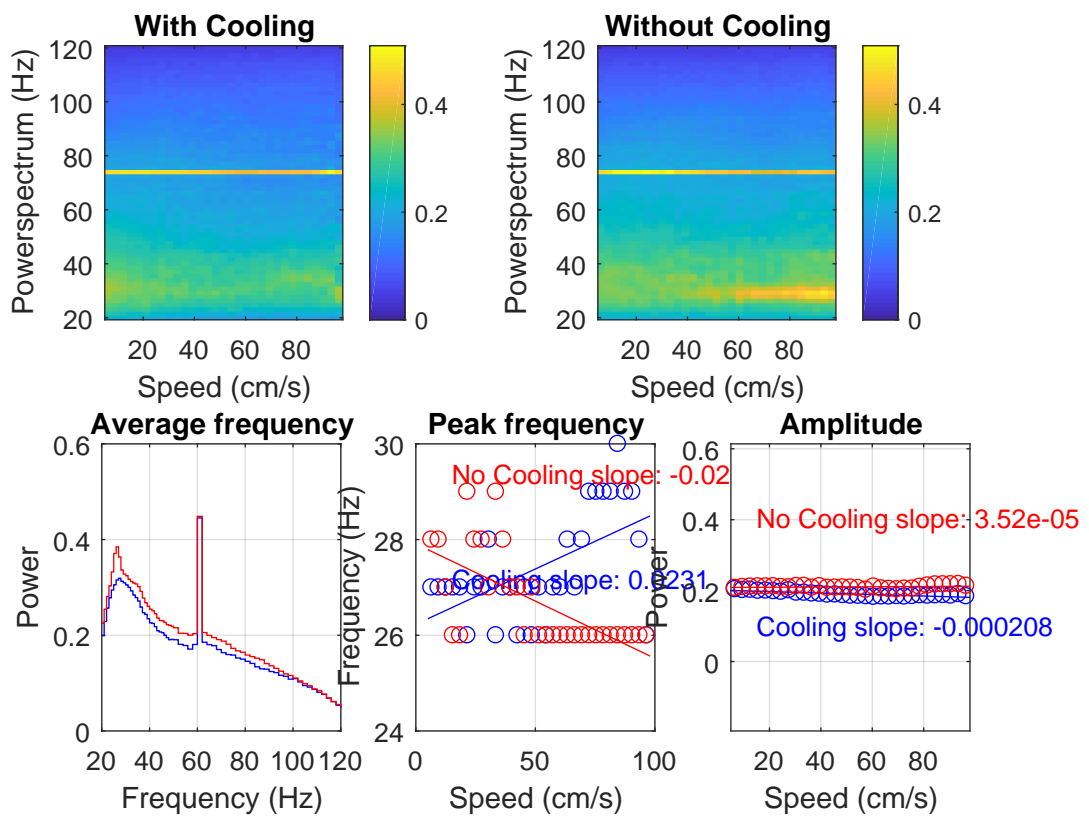 With Cooling
Powerspectrum (Hz)
120
100
80
60
40
20
20 40 60 80
Speed (cm/s)
0.4
0.2
0
Without Cooling
Powerspectrum (Hz)
120
100
80
60
40
20
20 40 60 80
Speed (cm/s)
0.4
0.2
0
Average frequency
Power
0.6
0.4
0.2
0
20 40 60 80 100 120
Frequency (Hz)
Peak frequency
Frequency (Hz)
30
29
28
27
26
24
0 50 100
Speed (cm/s)
No Cooling slope: -0.02
Cooling slope: 0.0231
Amplitude
Power
0.6
0.4
0.2
0
20 40 60 80
Speed (cm/s)
No Cooling slope: 3.52e-05
Cooling slope: -0.000208